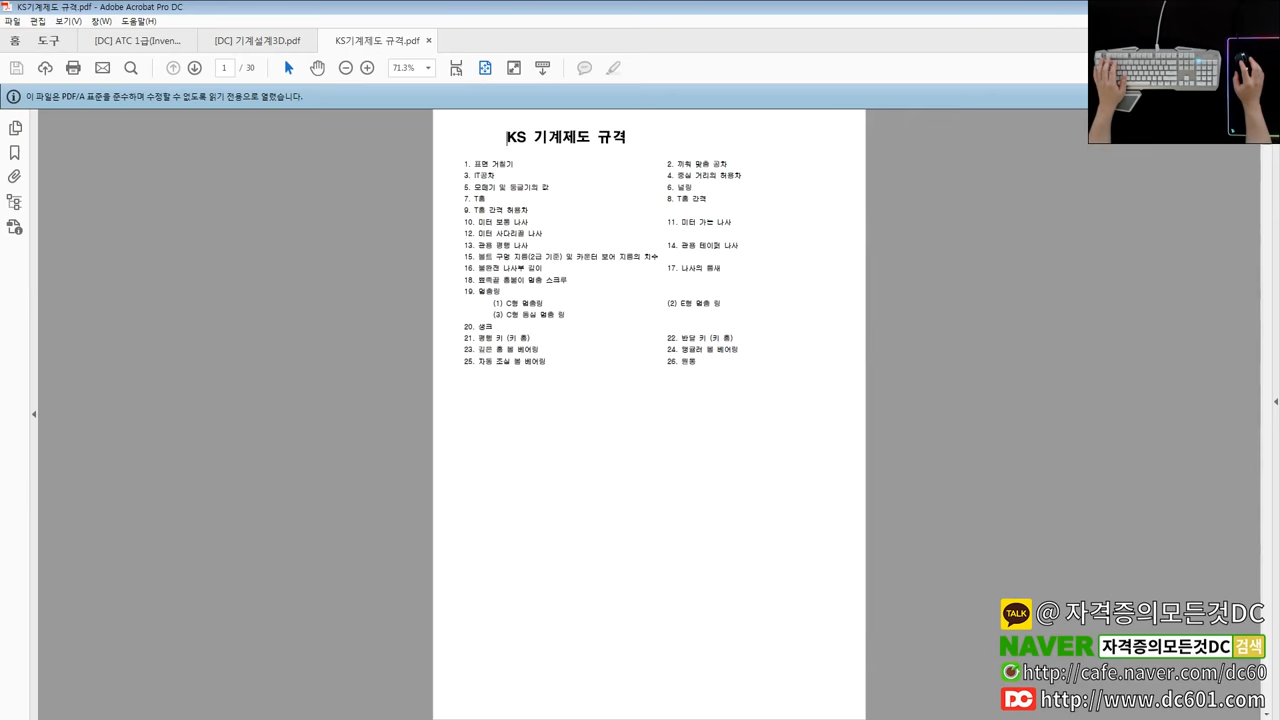 KS기계제도 규격.pdf - Adobe Acrobat Pro DC
파일 편집 보기(V) 창(W) 도움말(H)
홈 도구 [DC] ATC 1급(Inven... [DC] 기계설계3D.pdf KS기계제도 규격.pdf ×
1 / 30 71.3%
이 파일은 PDF/A 표준을 준수하며 수정할 수 없도록 읽기 전용으로 열렸습니다.
KS 기계제도 규격
1. 표면 거칠기 2. 끼워 맞춤 공차
3. IT공차 4. 중심 거리의 허용차
5. 모떼기 및 둥글기의 값 6. 널링
7. T홈 8. T홈 간격
9. T홈 간격 허용차
10. 미터 보통 나사 11. 미터 가는 나사
12. 미터 사다리꼴 나사
13. 관용 평행 나사 14. 관용 테이퍼 나사
15. 볼트 구멍 지름(2급 기준) 및 카운터 보어 지름의 치수
16. 불완전 나사부 길이 17. 나사의 틈새
18. 뾰족끝 홈붙이 멈춤 스크루
19. 멈춤링
(1) C형 멈춤링 (2) E형 멈춤 링
(3) C형 동심 멈춤 링
20. 생크
21. 평행 키 (키 홈) 22. 반달 키 (키 홈)
23. 깊은 홈 볼 베어링 24. 앵귤러 볼 베어링
25. 자동 조심 볼 베어링 26. 원통
TALK @ 자격증의모든것DC
NAVER 자격증의모든것DC 검색
http://cafe.naver.com/dc60
DC http://www.dc601.com